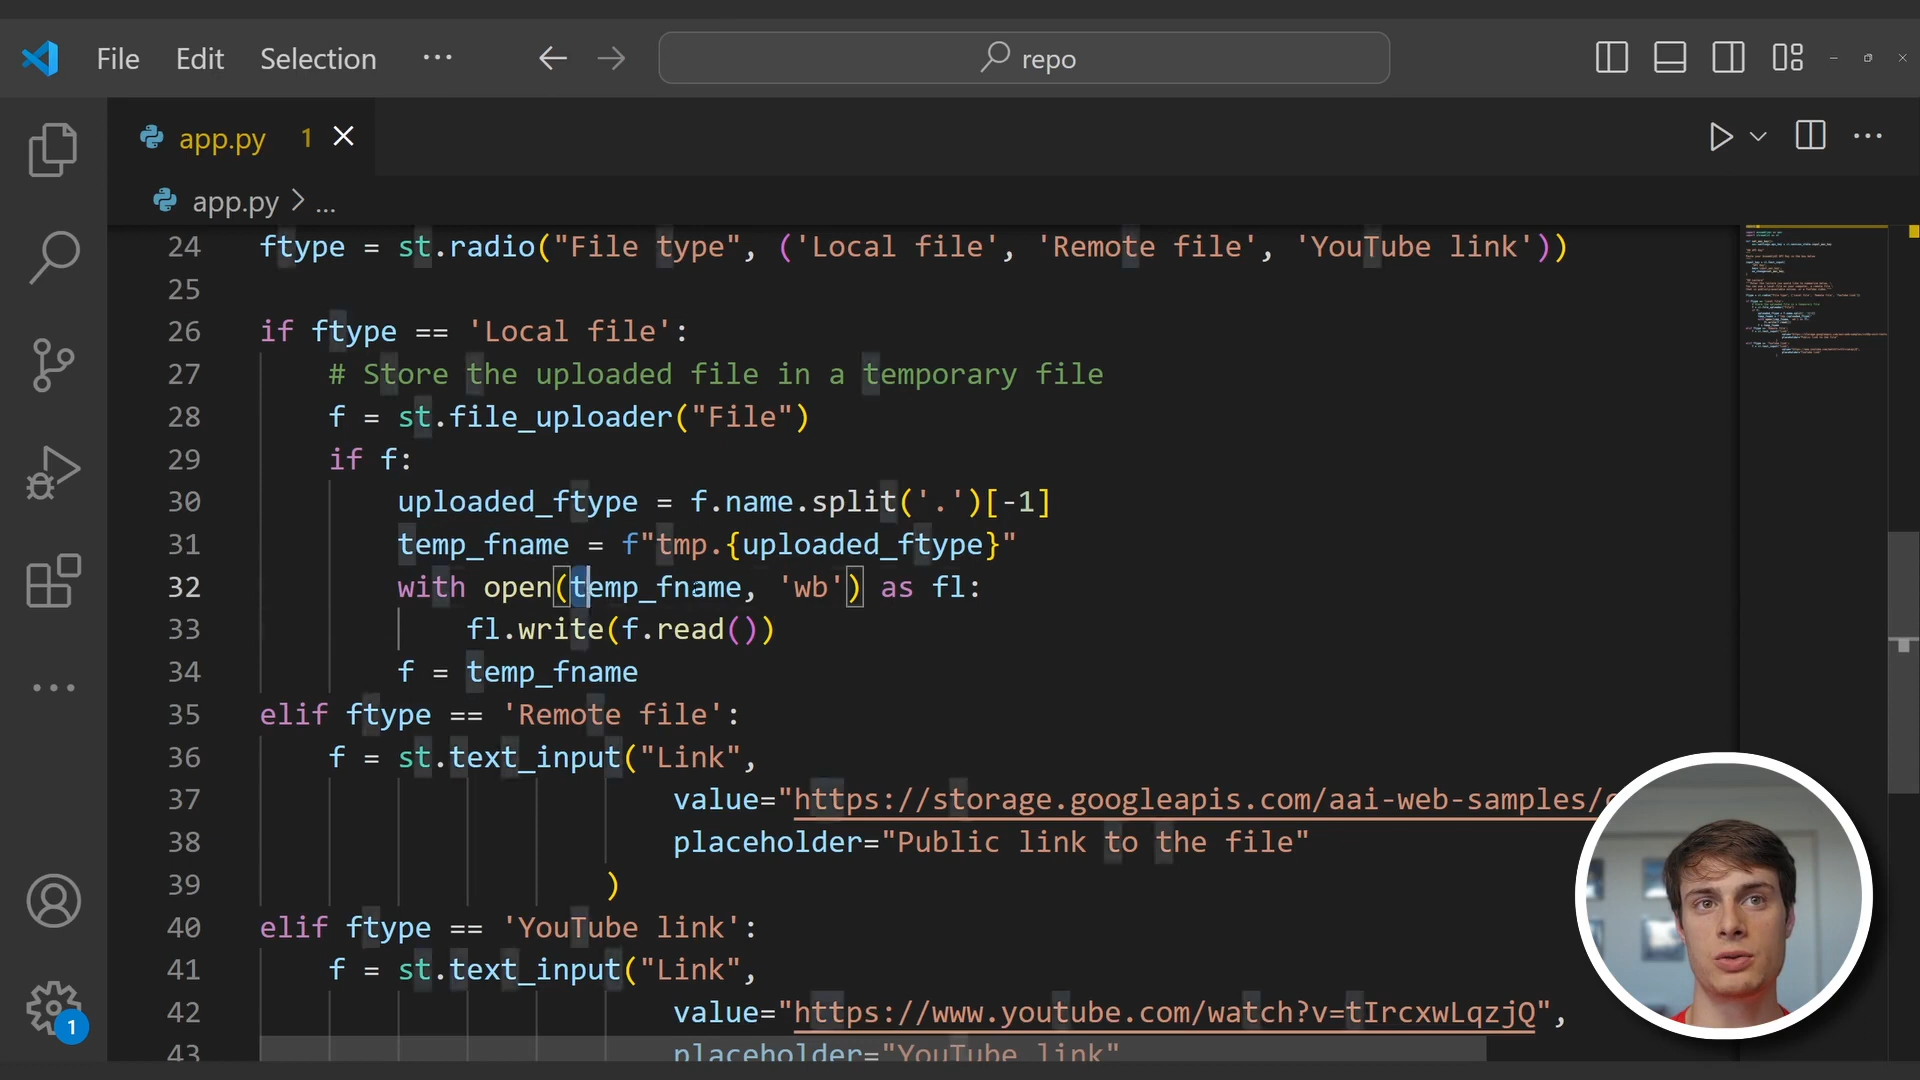 File Edit Selection ··· repo
app.py 1
app.py > ...
24 ftype = st.radio("File type", ('Local file', 'Remote file', 'YouTube link'))
25
26 if ftype == 'Local file':
27 # Store the uploaded file in a temporary file
28 f = st.file_uploader("File")
29 if f:
30 uploaded_ftype = f.name.split('.')[-1]
31 temp_fname = f"tmp.{uploaded_ftype}"
32 with open(temp_fname, 'wb') as fl:
33 fl.write(f.read())
34 f = temp_fname
35 elif ftype == 'Remote file':
36 f = st.text_input("Link",
37 value="https://storage.googleapis.com/aai-web-samples/
38 placeholder="Public link to the file"
39 )
40 elif ftype == 'YouTube link':
41 f = st.text_input("Link",
42 value="https://www.youtube.com/watch?v=tIrcxwLqzjQ",
43 placeholder="YouTube link"
1